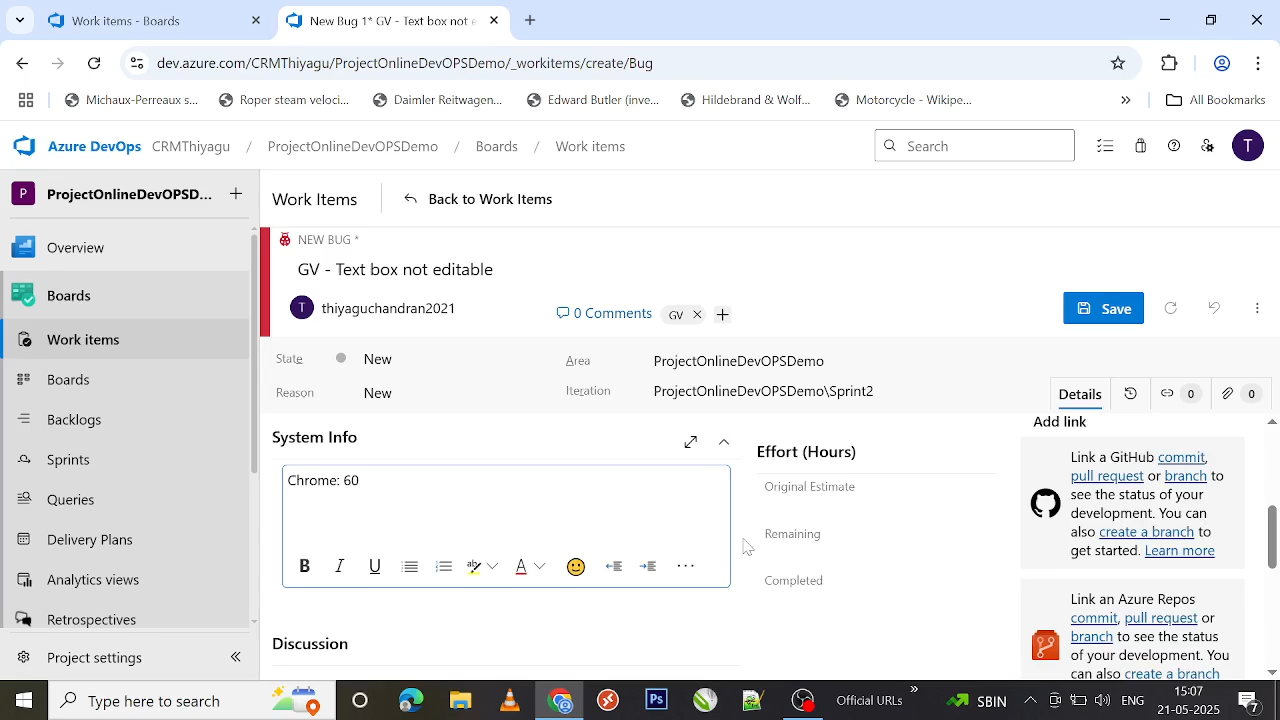 Work items - Boards
New Bug 1* GV - Text box not e
dev.azure.com/CRMThiyagu/ProjectOnlineDevOPSDemo/_workitems/create/Bug
Michaux-Perreaux s...
Roper steam veloci...
Daimler Reitwagen...
Edward Butler (inve...
Hildebrand & Wolf...
Motorcycle - Wikipe...
All Bookmarks
Azure DevOps CRMThiyagu / ProjectOnlineDevOPSDemo / Boards / Work items
Search
T
P ProjectOnlineDevOPSD...
Overview
Boards
Work items
Boards
Backlogs
Sprints
Queries
Delivery Plans
Analytics views
Retrospectives
Project settings
Work Items
Back to Work Items
NEW BUG *
GV - Text box not editable
T thiyaguchandran2021
0 Comments
GV
Save
State New
Reason New
Area ProjectOnlineDevOPSDemo
Iteration ProjectOnlineDevOPSDemo\Sprint2
Details
0
0
System Info
Chrome: 60
B I U
Discussion
Effort (Hours)
Original Estimate
Remaining
Completed
Add link
Link a GitHub commit,
pull request or branch to
see the status of your
development. You can
also create a branch to
get started. Learn more
Link an Azure Repos
commit, pull request or
branch to see the status
of your development. You
can also create a branch
Type here to search
Ps
Official URLs
SBIN
ENG
15:07
21-05-2025
7